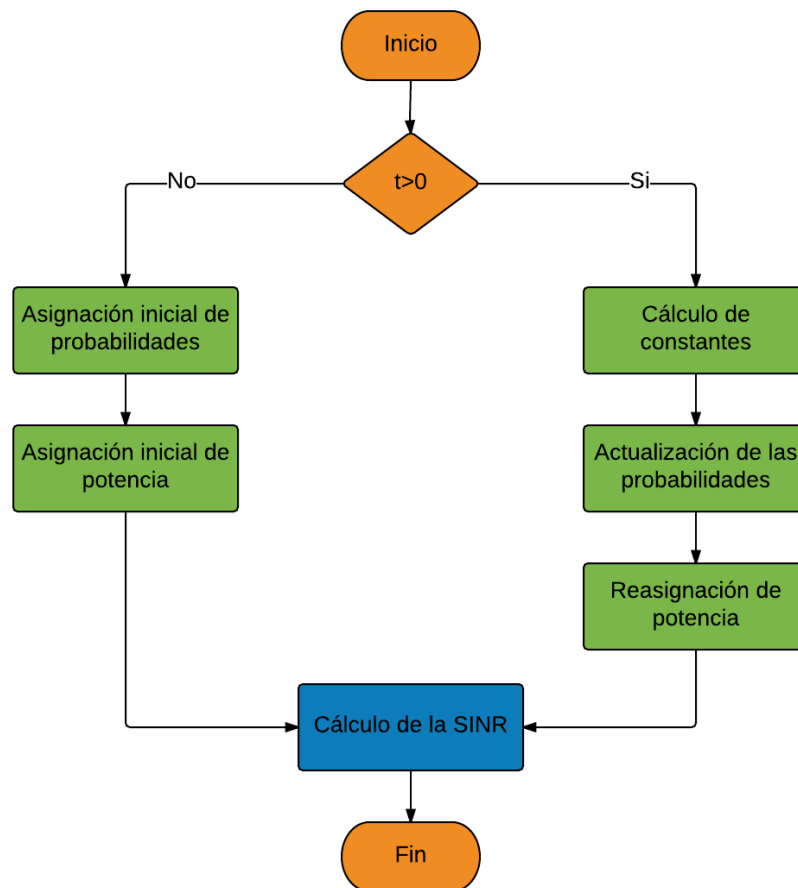 Inicio
t>0
No
Si
Asignación inicial de
probabilidades
Cálculo de
constantes
Asignación inicial de
potencia
Actualización de las
probabilidades
Reasignación de
potencia
Cálculo de la SINR
Fin